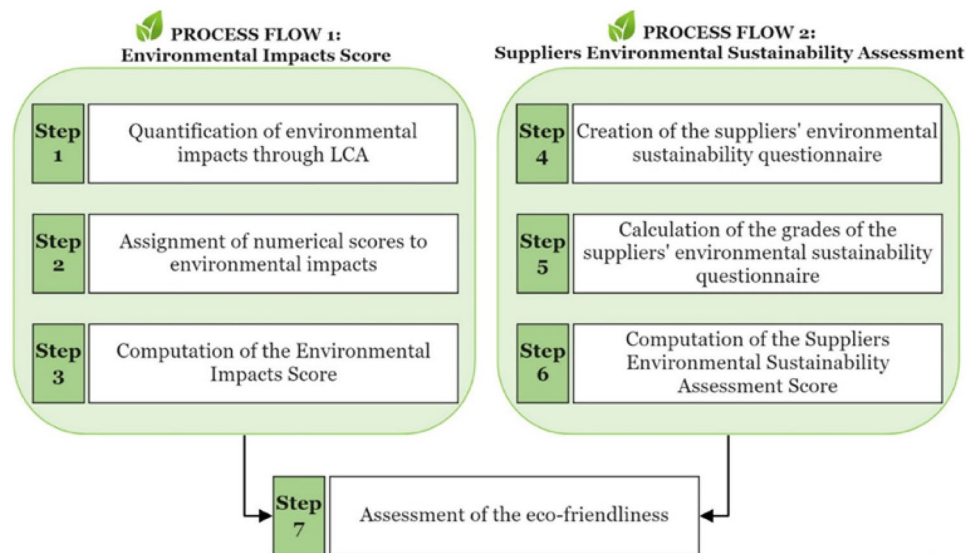 PROCESS FLOW 1:
Environmental Impacts Score
Step
1
Quantification of environmental
impacts through LCA
Step
2
Assignment of numerical scores to
environmental impacts
Step
3
Computation of the Environmental
Impacts Score
PROCESS FLOW 2:
Suppliers Environmental Sustainability Assessment
Step
4
Creation of the suppliers' environmental
sustainability questionnaire
Step
5
Calculation of the grades of the
suppliers' environmental sustainability
questionnaire
Step
6
Computation of the Suppliers
Environmental Sustainability
Assessment Score
Step
7
Assessment of the eco-friendliness